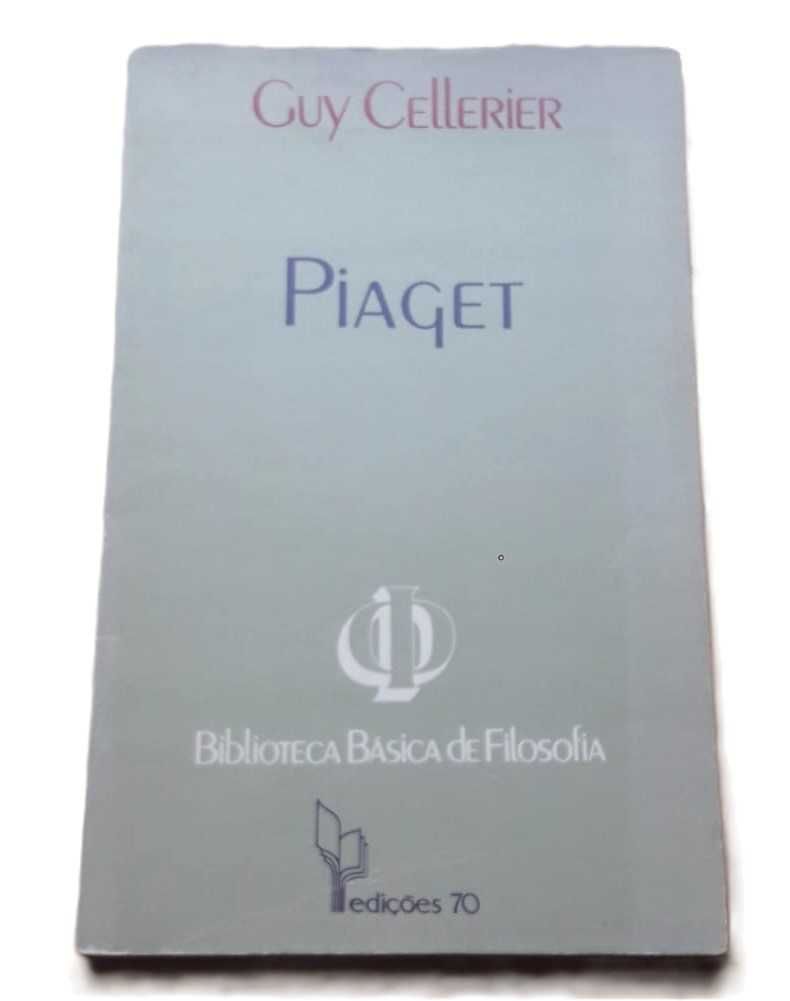 Guy Cellerier
Piaget
Biblioteca Básica de Filosofia
edições 70